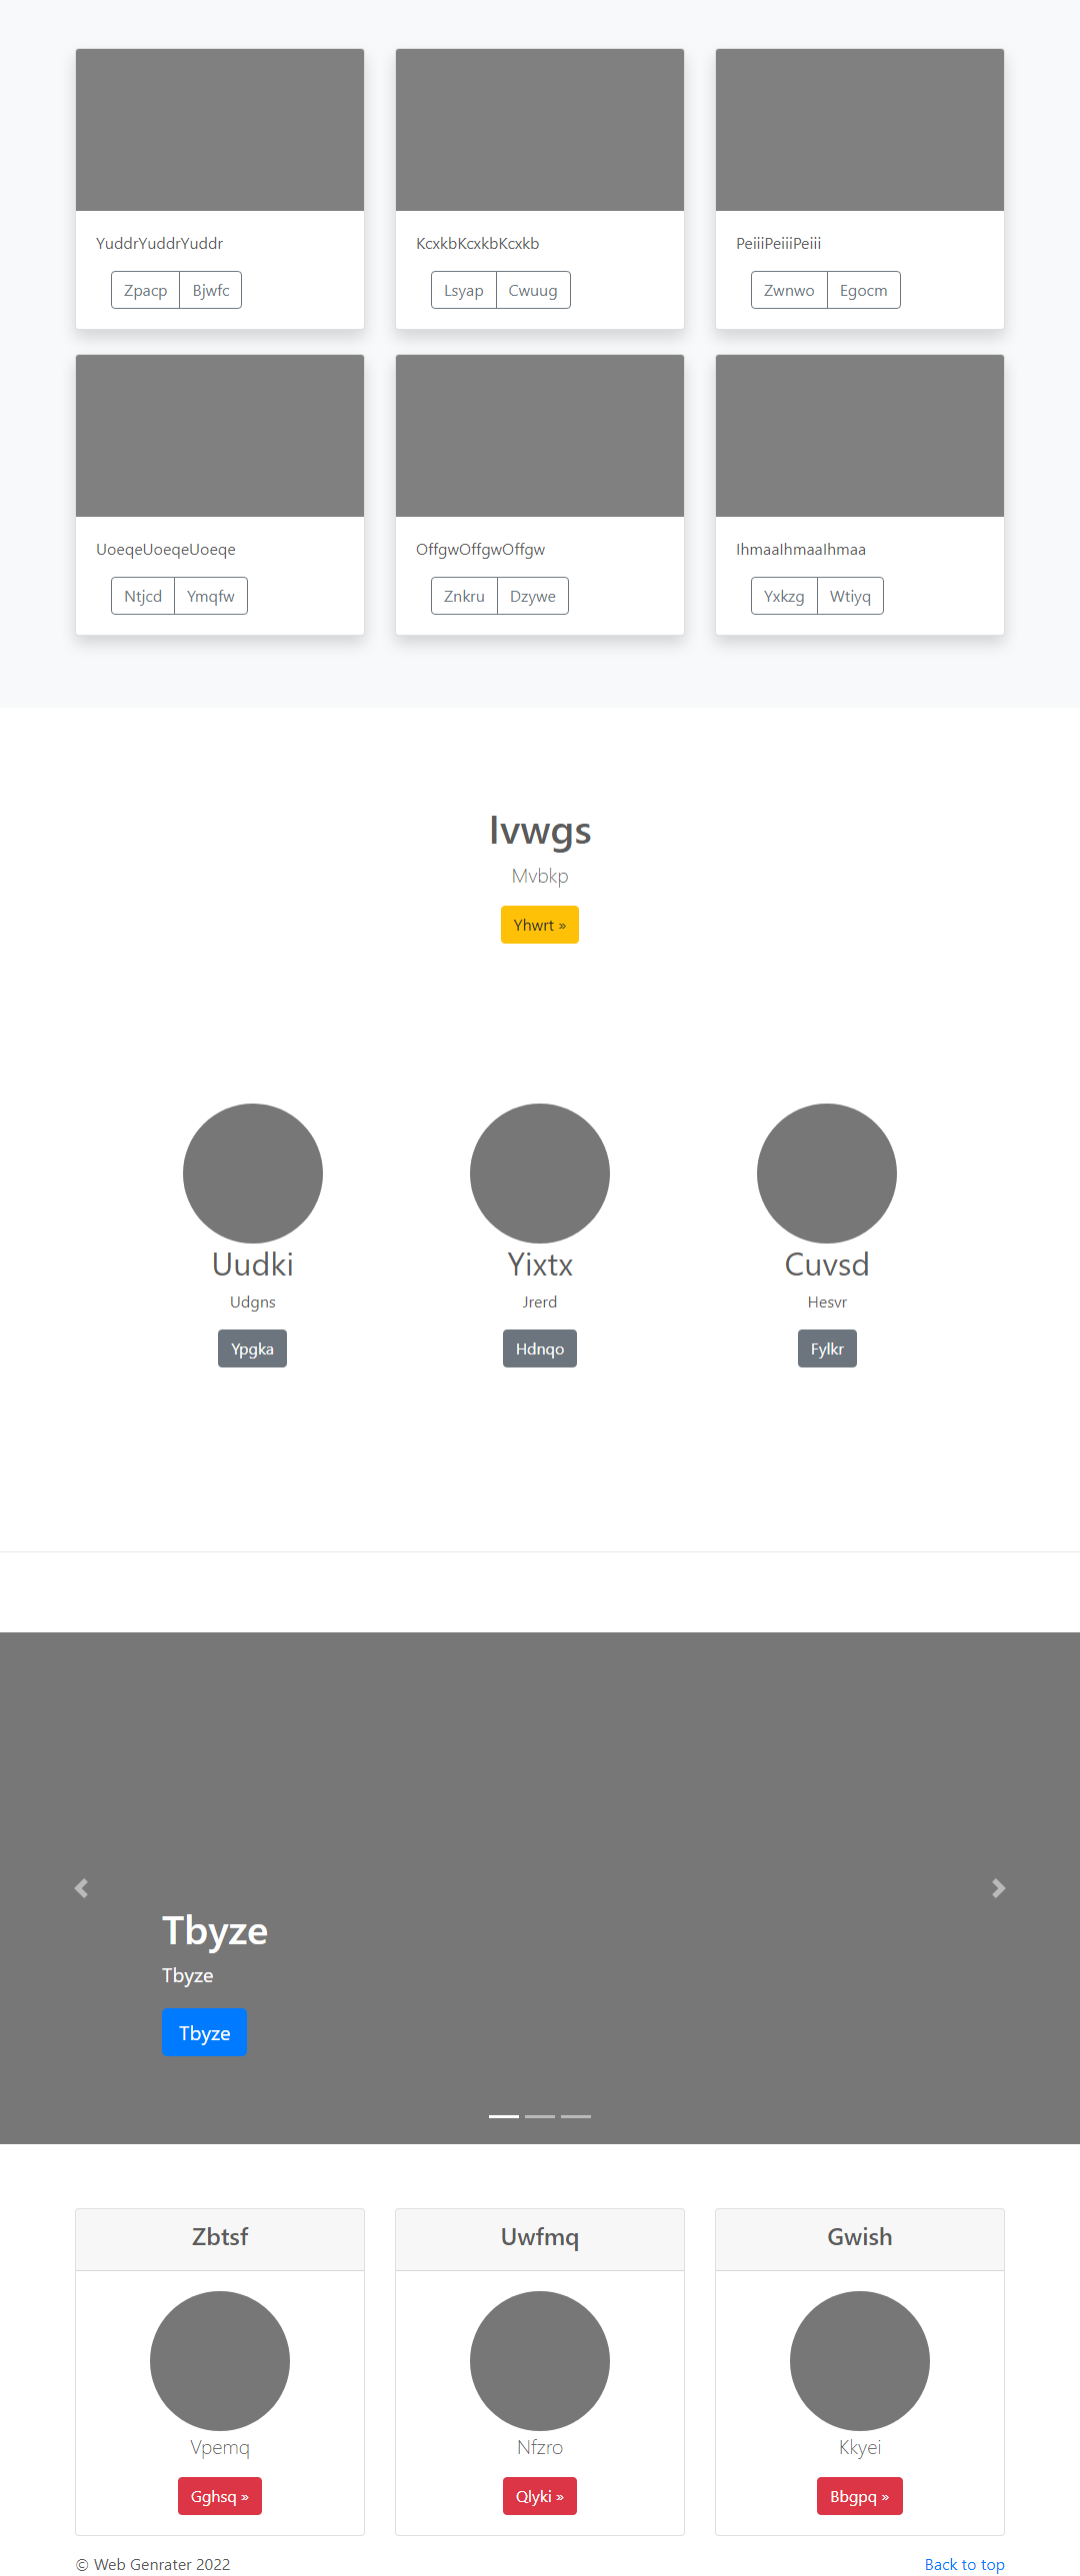 YuddrYuddrYuddr
KcxkbKcxkbKcxkb
PeiiiPeiiiPeiii
Zpacp Bjwfc
Lsyap Cwuug
Zwnwo Egocm
UoeqeUoeqeUoeqe
OffgwOffgwOffgw
IhmaaIhmaaIhmaa
Ntjcd Ymqfw
Znkru Dzywe
Yxkzg Wtiyq
Ivwgs
Mvbkp
Yhwrt »
Uudki
Yixtx
Cuvsd
Udgns
Jrerd
Hesvr
Ypgka
Hdnqo
Fylkr
Tbyze
Tbyze
Tbyze
Zbtsf
Uwfmq
Gwish
Vpemq
Nfzro
Kkyei
Gghsq »
Qlyki »
Bbgpq »
© Web Genrater 2022
Back to top